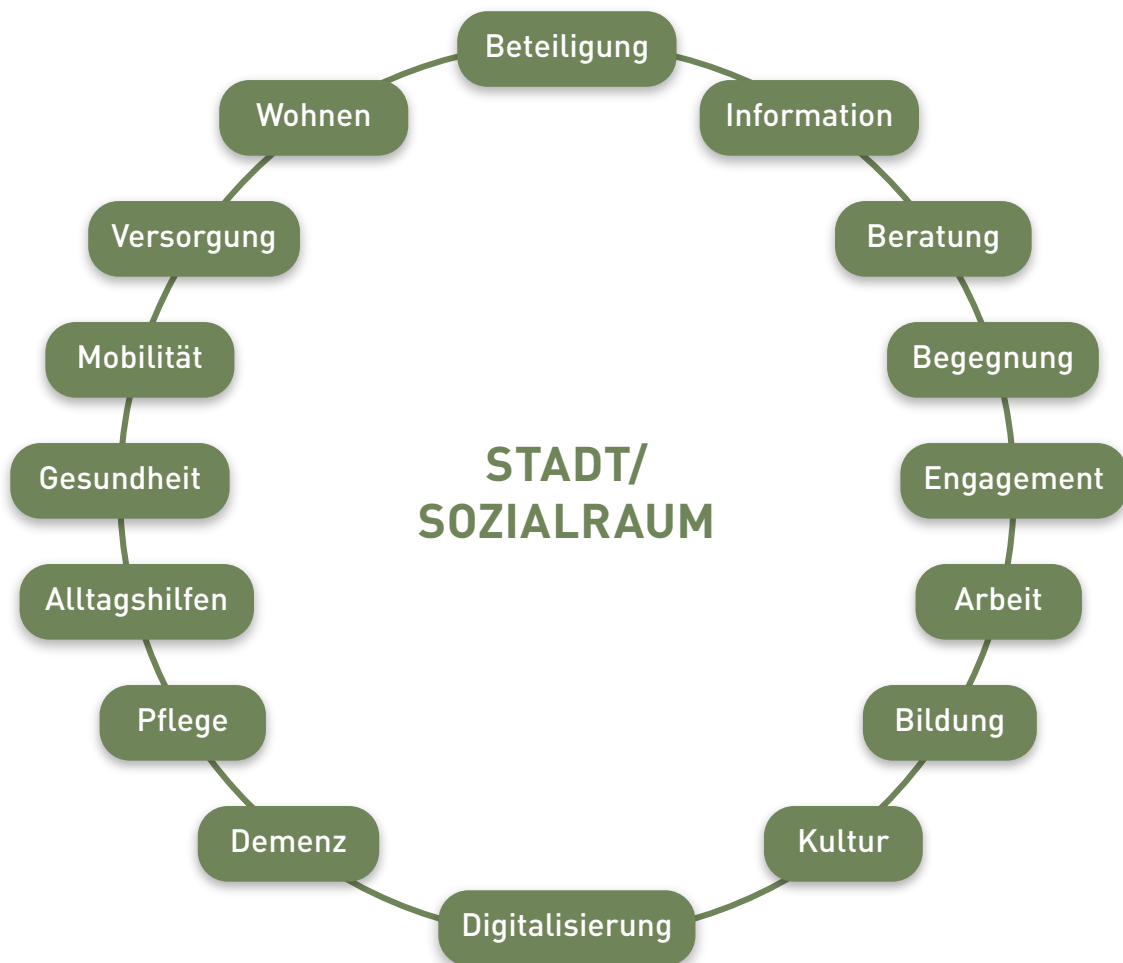 Beteiligung
Wohnen
Information
Versorgung
Beratung
Mobilität
Begegnung
Gesundheit
STADT/
SOZIALRAUM
Engagement
Alltagshilfen
Arbeit
Pflege
Bildung
Demenz
Kultur
Digitalisierung